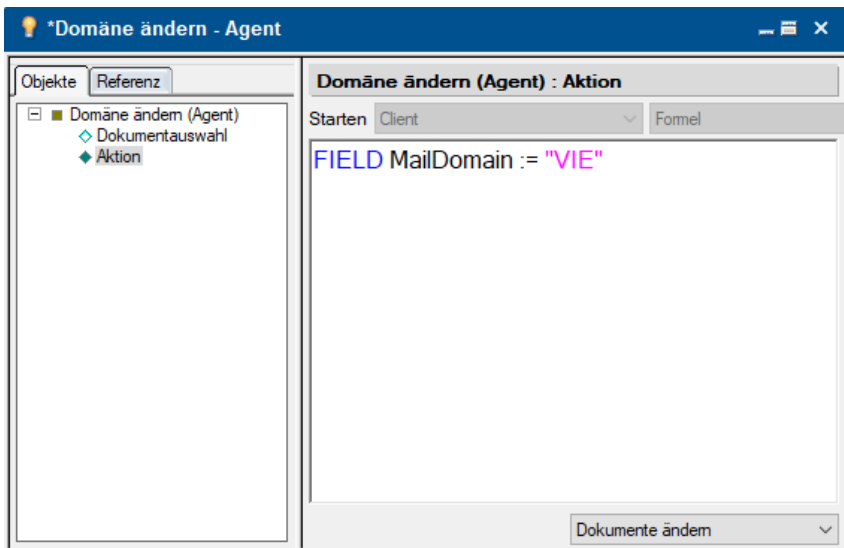 *Domäne ändern - Agent
Objekte Referenz
Domäne ändern (Agent)
Dokumentauswahl
Aktion
Domäne ändern (Agent) : Aktion
Starten Client Formel
FIELD MailDomain := "VIE"
Dokumente ändern